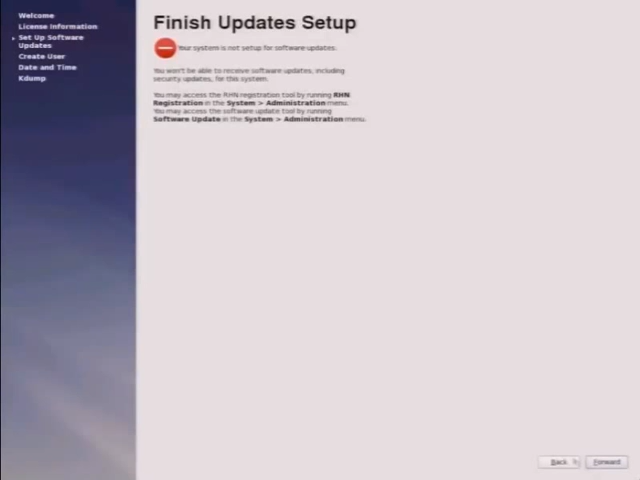 Welcome
License Information
Set Up Software
Updates
Create User
Date and Time
Kdump
Finish Updates Setup
Your system is not setup for software updates.
You won't be able to receive software updates, including
security updates, for this system.
You may access the RHN registration tool by running RHN
Registration in the System > Administration menu.
You may access the software update tool by running
Software Update in the System > Administration menu.
Back
Forward